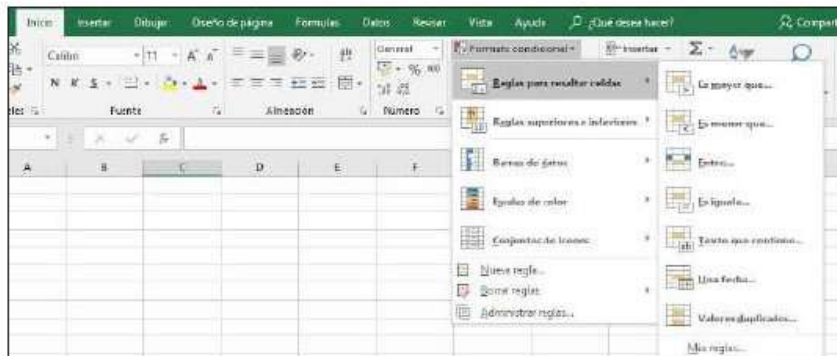 Inicio Insertar Dibujar Diseño de página Fórmulas Datos Revisar Vista Ayuda ¿Qué desea hacer? Compart
Calibri 11 A A General Formato condicional Insertar Σ
N K S A % 000
Fuente Alineación Número
fx
A B C D E F
Reglas para resaltar celdas
Reglas superiores e inferiores
Barras de datos
Escalas de color
Conjuntos de iconos
Nueva regla...
Borrar reglas
Administrar reglas...
Es mayor que...
Es menor que...
Entre...
Es igual a...
Texto que contiene...
Una fecha...
Valores duplicados...
Más reglas...